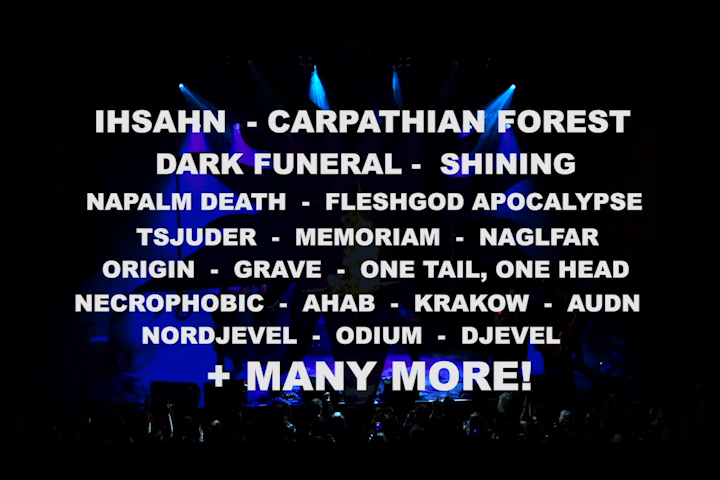 IHSAHN - CARPATHIAN FOREST
DARK FUNERAL - SHINING
NAPALM DEATH - FLESHGOD APOCALYPSE
TSJUDER - MEMORIAM - NAGLFAR
ORIGIN - GRAVE - ONE TAIL, ONE HEAD
NECROPHOBIC - AHAB - KRAKOW - AUDN
NORDJEVEL - ODIUM - DJEVEL
+ MANY MORE!